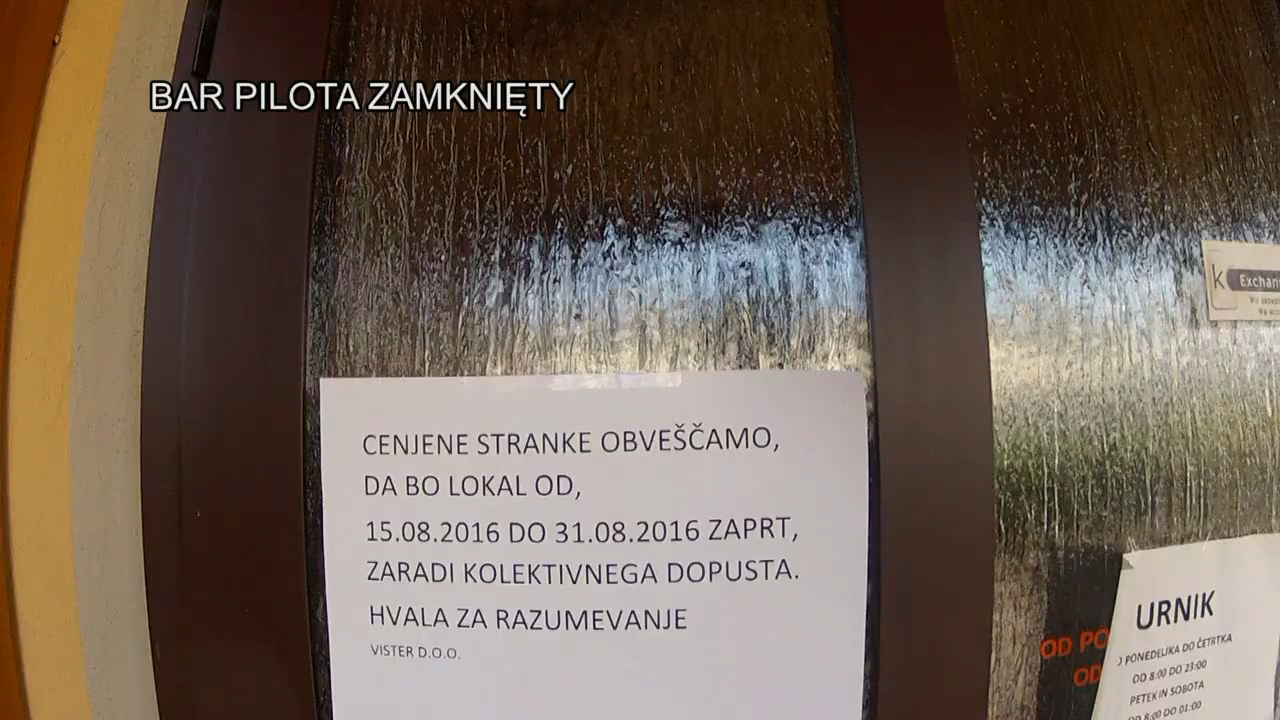 BAR PILOTA ZAMKNIĘTY
CENJENE STRANKE OBVEŠČAMO,
DA BO LOKAL OD,
15.08.2016 DO 31.08.2016 ZAPRT,
ZARADI KOLEKTIVNEGA DOPUSTA.
HVALA ZA RAZUMEVANJE
VISTER D.O.O.
URNIK
PONEDELJKA DO ČETRTKA
OD 8:00 DO 23:00
PETEK IN SOBOTA
OD 8:00 DO 01:00
OD PO
OD